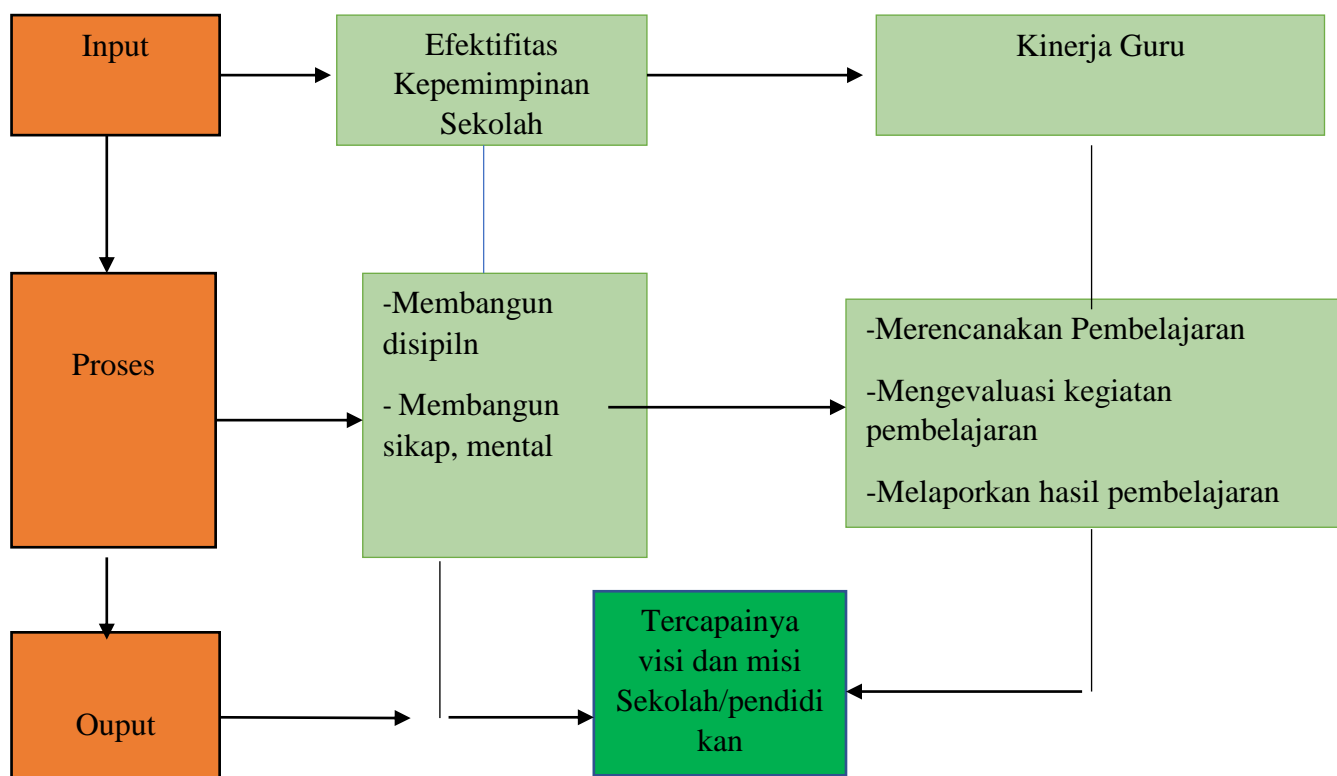 Input
Efektifitas
Kepemimpinan
Sekolah
Kinerja Guru
Proses
-Membangun
disipiln
- Membangun
sikap, mental
-Merencanakan Pembelajaran
-Mengevaluasi kegiatan
pembelajaran
-Melaporkan hasil pembelajaran
Ouput
Tercapainya
visi dan misi
Sekolah/pendidi
kan